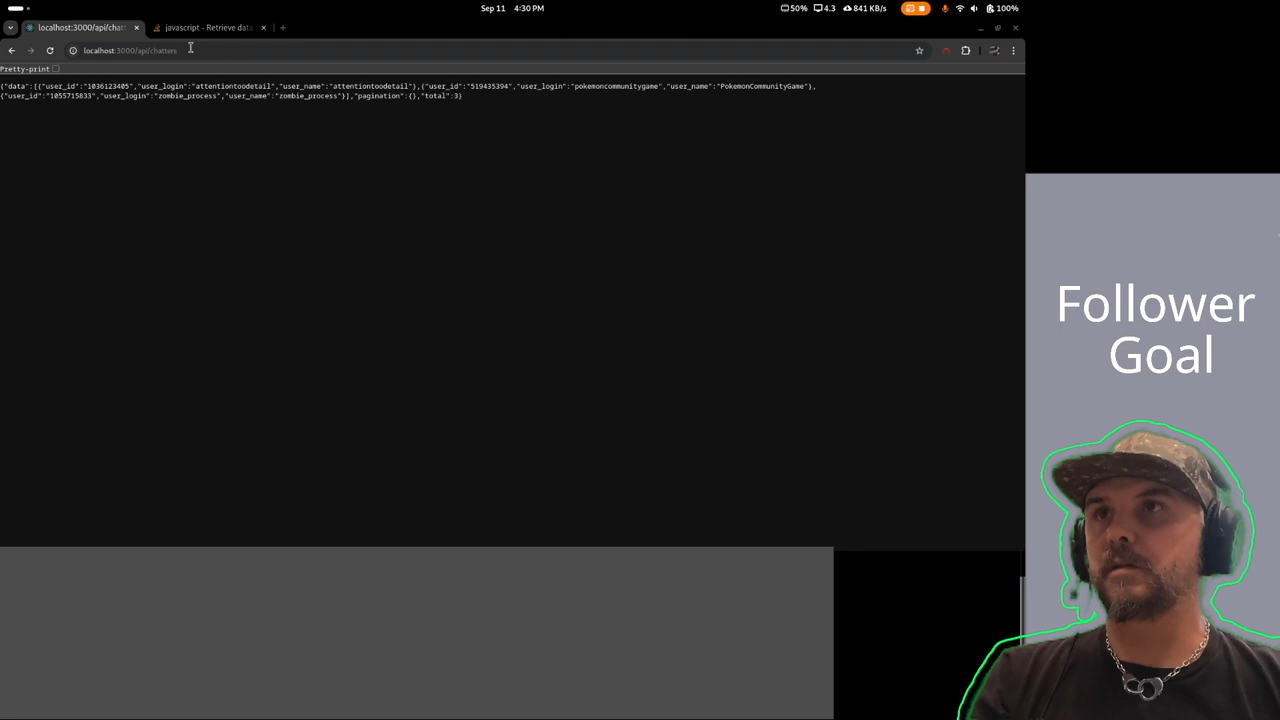 Sep 11 4:30 PM
50% 4.3 841 KB/s 100%
localhost:3000/api/chatt
javascript - Retrieve data
localhost:3000/api/chatters
Pretty-print
{"data":[{"user_id":"1036123405","user_login":"attentiontoodetail","user_name":"attentiontoodetail"},{"user_id":"519435394","user_login":"pokemoncommunitygame","user_name":"PokemonCommunityGame"},
{"user_id":"1055715833","user_login":"zombie_process","user_name":"zombie_process"}],"pagination":{},"total":3}
Follower
Goal